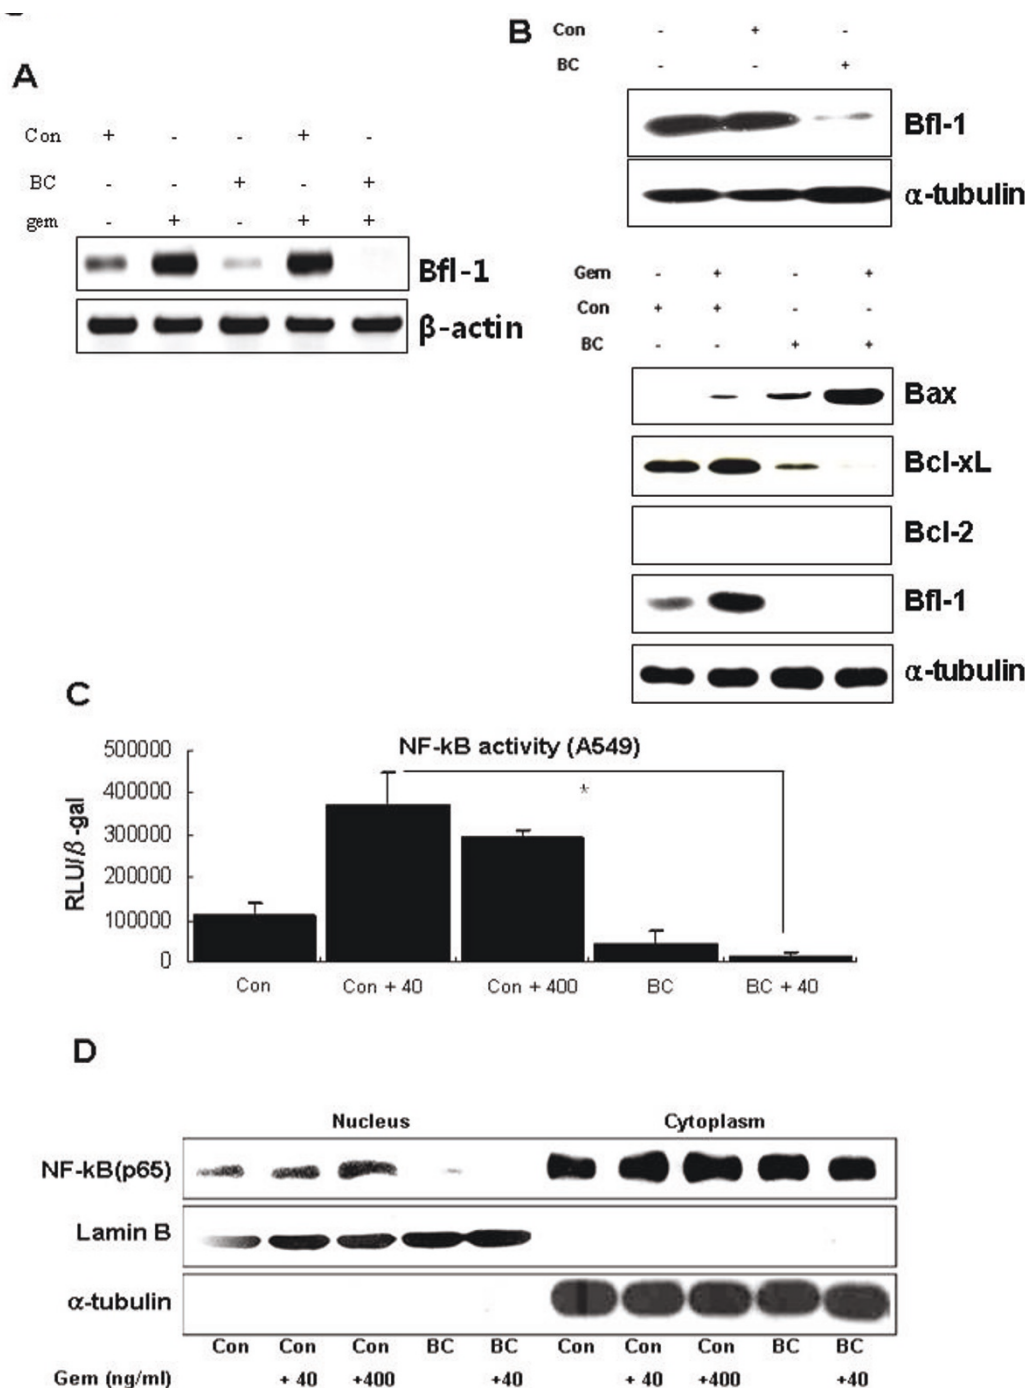 A
Con + - - + -
BC - - + - +
gem - + - + +
Bfl-1
β-actin
B
Con - + -
BC - - +
Bfl-1
α-tubulin
Gem - + - +
Con + + - -
BC - - + +
Bax
Bcl-xL
Bcl-2
Bfl-1
α-tubulin
C
NF-kB activity (A549)
*
RLU/β-gal
500000
400000
300000
200000
100000
0
Con Con + 40 Con + 400 BC BC + 40
D
Nucleus Cytoplasm
NF-kB(p65)
Lamin B
α-tubulin
Con Con Con BC BC Con Con Con BC BC
Gem (ng/ml) + 40 +400 +40 + 40 +400 +40